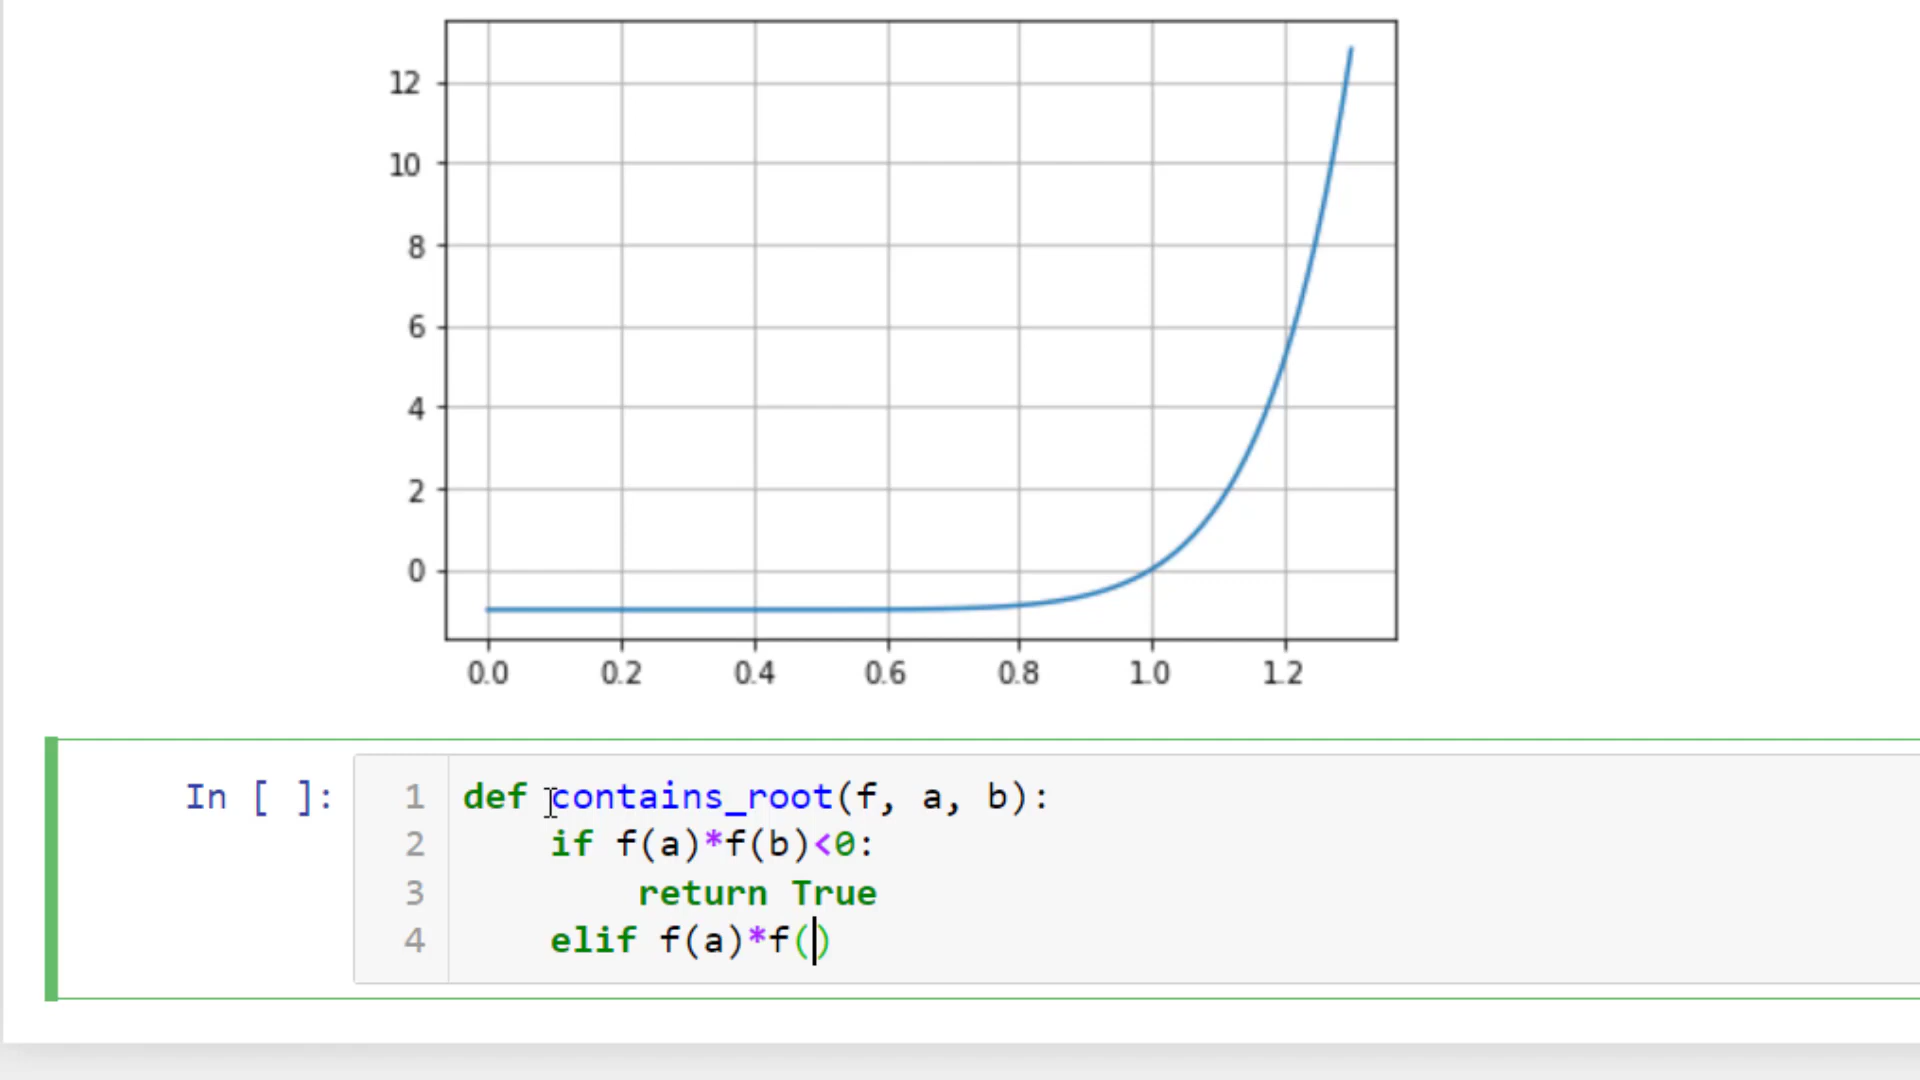 12
10
8
6
4
2
0
0.0 0.2 0.4 0.6 0.8 1.0 1.2
In [ ]:
1 def contains_root(f, a, b):
2     if f(a)*f(b)<0:
3         return True
4     elif f(a)*f()